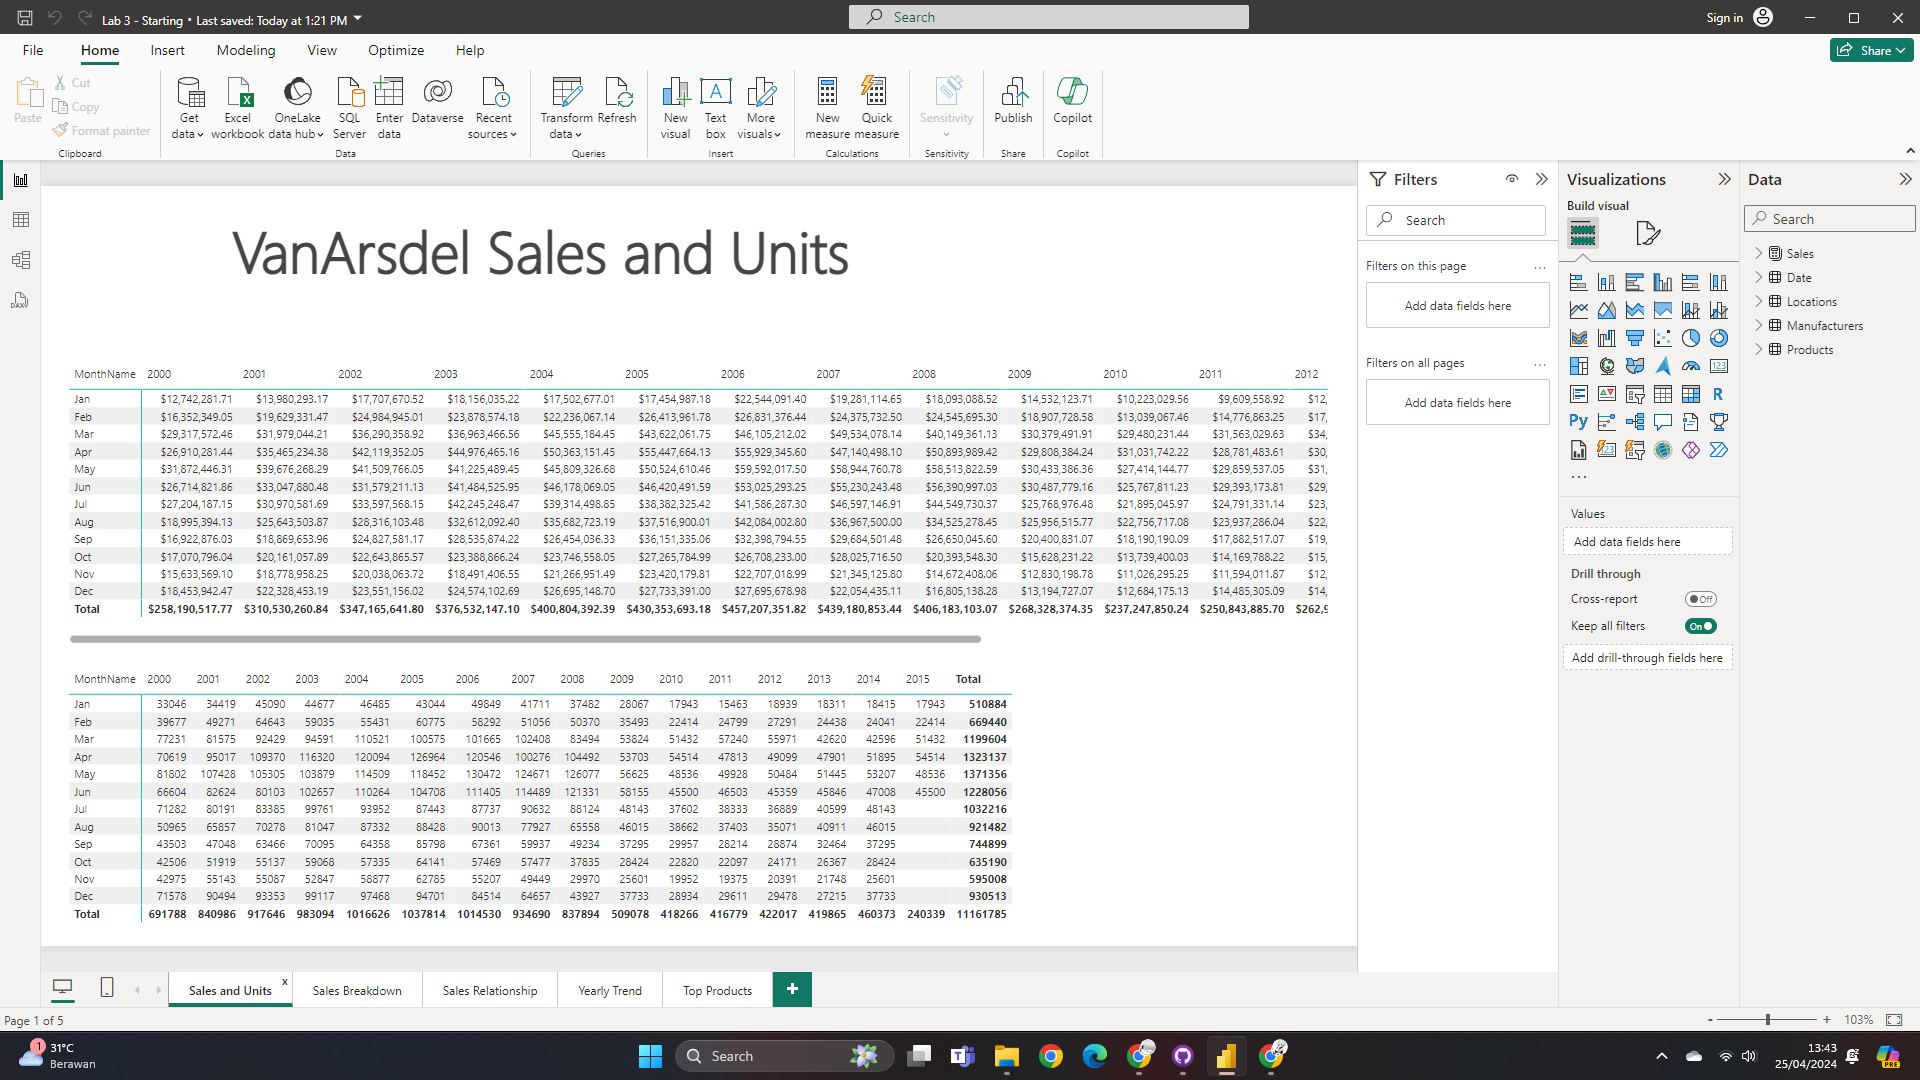 Lab 3 - Starting • Last saved: Today at 1:21 PM
Search
Sign in
File Home Insert Modeling View Optimize Help
Share
Paste
Cut
Copy
Format painter
Clipboard
Get data
Excel workbook
OneLake data hub
SQL Server
Enter data
Dataverse
Recent sources
Data
Transform data
Refresh
Queries
New visual
Text box
More visuals
Insert
New measure
Quick measure
Calculations
Sensitivity
Sensitivity
Publish
Share
Copilot
Copilot
VanArsdel Sales and Units
MonthName 2000 2001 2002 2003 2004 2005 2006 2007 2008 2009 2010 2011 2012
Jan $12,742,281.71 $13,980,293.17 $17,707,670.52 $18,156,035.22 $17,502,677.01 $17,454,987.18 $22,544,091.40 $19,281,114.65 $18,093,088.52 $14,532,123.71 $10,223,029.56 $9,609,558.92 $12,
Feb $16,352,349.05 $19,629,331.47 $24,984,945.01 $23,878,574.18 $22,236,067.14 $26,413,961.78 $26,831,376.44 $24,375,732.50 $24,545,695.30 $18,907,728.58 $13,039,067.46 $14,776,863.25 $17,
Mar $29,317,572.46 $31,979,044.21 $36,290,358.92 $36,963,466.56 $45,555,184.45 $43,622,061.75 $46,105,212.02 $49,534,078.14 $40,149,361.13 $30,379,491.91 $29,480,231.44 $31,563,029.63 $34,
Apr $26,910,281.44 $35,465,234.38 $42,119,352.05 $44,976,465.16 $50,363,151.45 $55,447,664.13 $55,929,345.60 $47,140,498.10 $50,893,989.42 $29,808,384.24 $31,031,742.22 $28,781,483.61 $30,
May $31,872,446.31 $39,676,268.29 $41,509,766.05 $41,225,489.45 $45,809,326.68 $50,524,610.46 $59,592,017.50 $58,944,760.78 $58,513,822.59 $30,433,386.36 $27,414,144.77 $29,859,537.05 $31,
Jun $26,714,821.86 $33,047,880.48 $31,579,211.13 $41,484,525.95 $46,178,069.05 $46,420,491.59 $53,025,293.25 $55,230,243.48 $56,390,997.03 $30,487,779.16 $25,767,811.23 $29,393,173.81 $29,
Jul $27,204,187.15 $30,970,581.69 $33,597,568.15 $42,245,248.47 $39,314,498.85 $38,382,325.42 $41,586,287.30 $46,597,146.91 $44,549,730.37 $25,768,976.48 $21,895,045.97 $24,791,331.14 $23,
Aug $18,995,394.13 $25,643,503.87 $28,316,103.48 $32,612,092.40 $35,682,723.19 $37,516,900.01 $42,084,002.80 $36,967,500.00 $34,525,278.45 $25,956,515.77 $22,756,717.08 $23,937,286.04 $22,
Sep $16,922,876.03 $18,869,653.96 $24,827,581.17 $28,535,874.22 $26,454,036.33 $36,151,335.06 $32,398,794.55 $29,684,501.48 $26,650,045.60 $20,400,831.07 $18,190,190.09 $17,882,517.07 $19,
Oct $17,070,796.04 $20,161,057.89 $22,643,865.57 $23,388,866.24 $23,746,558.05 $27,265,784.99 $26,708,233.00 $28,025,716.50 $20,393,548.30 $15,628,231.22 $13,739,400.03 $14,169,788.22 $15,
Nov $15,633,569.10 $18,778,958.25 $20,038,063.72 $18,491,406.55 $21,266,951.49 $23,420,179.81 $22,707,018.99 $21,345,125.80 $14,672,408.06 $12,830,198.78 $11,026,295.25 $11,594,011.87 $12,
Dec $18,453,942.47 $22,328,453.19 $23,551,156.02 $24,574,102.69 $26,695,148.70 $27,733,391.00 $27,695,678.98 $22,054,435.11 $16,805,138.28 $13,194,727.07 $12,684,175.13 $14,485,305.09 $14,
Total $258,190,517.77 $310,530,260.84 $347,165,641.80 $376,532,147.10 $400,804,392.39 $430,353,693.18 $457,207,351.82 $439,180,853.44 $406,183,103.07 $268,328,374.35 $237,247,850.24 $250,843,885.70 $262,9
MonthName 2000 2001 2002 2003 2004 2005 2006 2007 2008 2009 2010 2011 2012 2013 2014 2015 Total
Jan 33046 34419 45090 44677 46485 43044 49849 41711 37482 28067 17943 15463 18939 18311 18415 17943 510884
Feb 39677 49271 64643 59035 55431 60775 58292 51056 50370 35493 22414 24799 27291 24438 24041 22414 669440
Mar 77231 81575 92429 94591 110521 100575 101665 102408 83494 53824 51432 57240 55971 42620 42596 51432 1199604
Apr 70619 95017 109370 116320 120094 126964 120546 100276 104492 53703 54514 47813 49099 47901 51895 54514 1323137
May 81802 107428 105305 103879 114509 118452 130472 124671 126077 56625 48536 49928 50484 51445 53207 48536 1371356
Jun 66604 82624 80103 102657 110264 104708 111405 114489 121331 58155 45500 46503 45359 45846 47008 45500 1228056
Jul 71282 80191 83385 99761 93952 87443 87737 90632 88124 48143 37602 38333 36889 40599 48143 1032216
Aug 50965 65857 70278 81047 87332 88428 90013 77927 65558 46015 38662 37403 35071 40911 46015 921482
Sep 43503 47048 63466 70095 64358 85798 67361 59937 49234 37295 29957 28214 28874 32464 37295 744899
Oct 42506 51919 55137 59068 57335 64141 57469 57477 37835 28424 22820 22097 24171 26367 28424 635190
Nov 42975 55143 55087 52847 58877 62785 55207 49449 29970 25601 19952 19375 20391 21748 25601 595008
Dec 71578 90494 93353 99117 97468 94701 84514 64657 43927 37733 28934 29611 29478 27215 37733 930513
Total 691788 840986 917646 983094 1016626 1037814 1014530 934690 837894 509078 418266 416779 422017 419865 460373 240339 11161785
Filters
Search
Filters on this page
Add data fields here
Filters on all pages
Add data fields here
Visualizations
Build visual
Values
Add data fields here
Drill through
Cross-report Off
Keep all filters On
Add drill-through fields here
Data
Search
Sales
Date
Locations
Manufacturers
Products
Sales and Units x
Sales Breakdown
Sales Relationship
Yearly Trend
Top Products
+
Page 1 of 5
- + 103%
1
31°C
Berawan
Search
13:43
25/04/2024